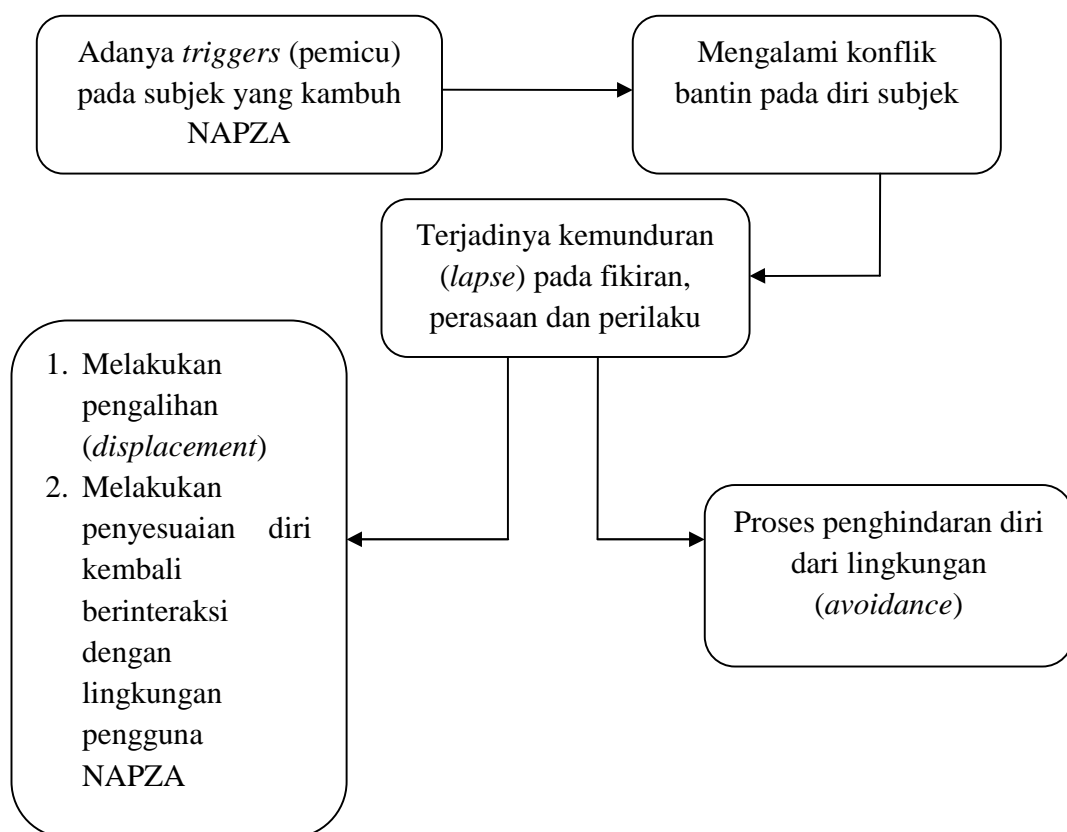 Adanya triggers (pemicu)
pada subjek yang kambuh
NAPZA
Mengalami konflik
bantin pada diri subjek
Terjadinya kemunduran
(lapse) pada fikiran,
perasaan dan perilaku
1. Melakukan
pengalihan
(displacement)
2. Melakukan
penyesuaian diri
kembali
berinteraksi
dengan
lingkungan
pengguna
NAPZA
Proses penghindaran diri
dari lingkungan
(avoidance)